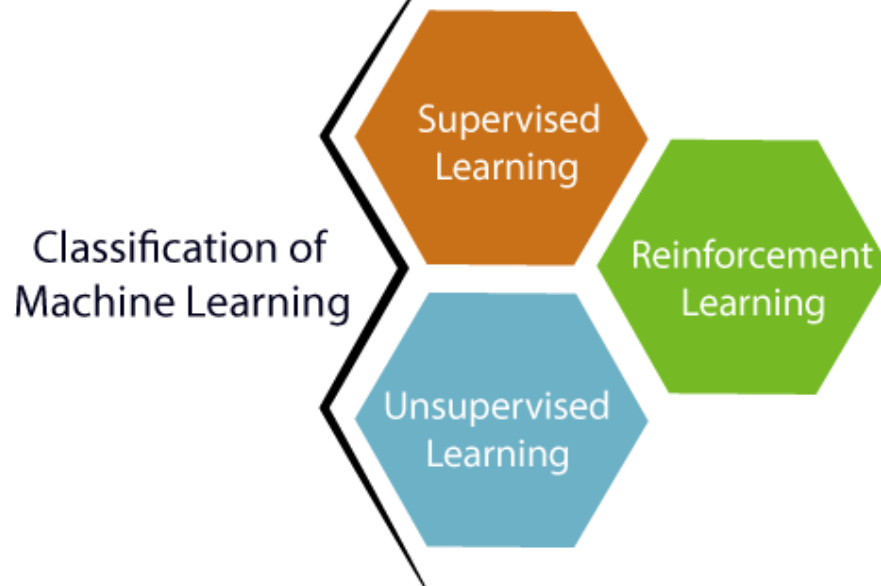 Classification of
Machine Learning
Supervised
Learning
Reinforcement
Learning
Unsupervised
Learning